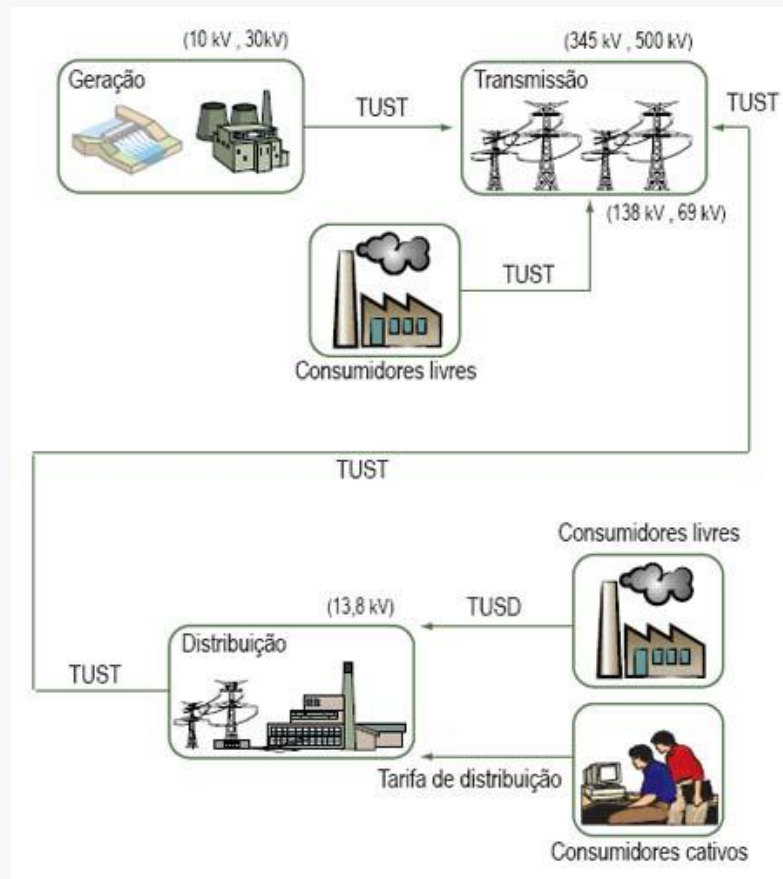 (10 kV , 30kV)
(345 kV , 500 kV)
Geração
Transmissão
TUST
TUST
(138 kV , 69 kV)
TUST
Consumidores livres
TUST
Consumidores livres
(13,8 kV)
TUSD
Distribuição
TUST
Tarifa de distribuição
Consumidores cativos